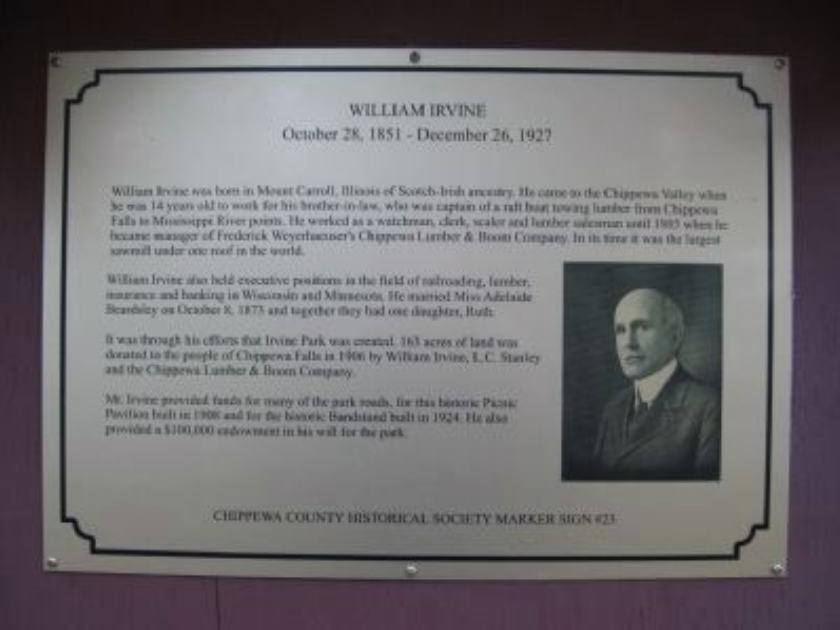 WILLIAM IRVINE
October 28, 1851 - December 26, 1927
William Irvine was born in Mount Carroll, Illinois of Scotch-Irish ancestry. He came to the Chippewa Valley when
he was 14 years old to work for his brother-in-law, who was captain of a raft boat towing lumber from Chippewa
Falls to Mississippi River points. He worked as a watchman, clerk, scaler and lumber salesman until 1885 when he
became manager of Frederick Weyerhaeuser's Chippewa Lumber & Boom Company. In its time it was the largest
sawmill under one roof in the world.
William Irvine also held executive positions in the field of railroading, lumber,
insurance and banking in Wisconsin and Minnesota. He married Miss Adelaide
Beardsley on October 8, 1873 and together they had one daughter, Ruth.
It was through his efforts that Irvine Park was created. 163 acres of land was
donated to the people of Chippewa Falls in 1906 by William Irvine, L.C. Stanley
and the Chippewa Lumber & Boom Company.
Mr. Irvine provided funds for many of the park roads, for this historic Picnic
Pavilion built in 1908 and for the historic Bandstand built in 1924. He also
provided a $100,000 endowment in his will for the park.
CHIPPEWA COUNTY HISTORICAL SOCIETY MARKER SIGN #23